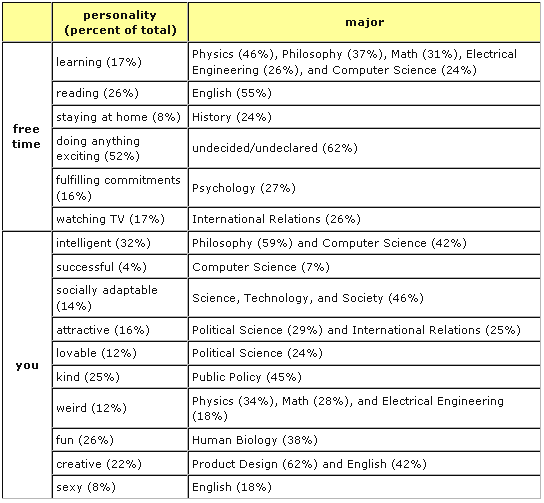 personality
(percent of total)
major
free
time
learning (17%)
Physics (46%), Philosophy (37%), Math (31%), Electrical
Engineering (26%), and Computer Science (24%)
reading (26%)
English (55%)
staying at home (8%)
History (24%)
doing anything
exciting (52%)
undecided/undeclared (62%)
fulfilling commitments
(16%)
Psychology (27%)
watching TV (17%)
International Relations (26%)
you
intelligent (32%)
Philosophy (59%) and Computer Science (42%)
successful (4%)
Computer Science (7%)
socially adaptable
(14%)
Science, Technology, and Society (46%)
attractive (16%)
Political Science (29%) and International Relations (25%)
lovable (12%)
Political Science (24%)
kind (25%)
Public Policy (45%)
weird (12%)
Physics (34%), Math (28%), and Electrical Engineering
(18%)
fun (26%)
Human Biology (38%)
creative (22%)
Product Design (62%) and English (42%)
sexy (8%)
English (18%)